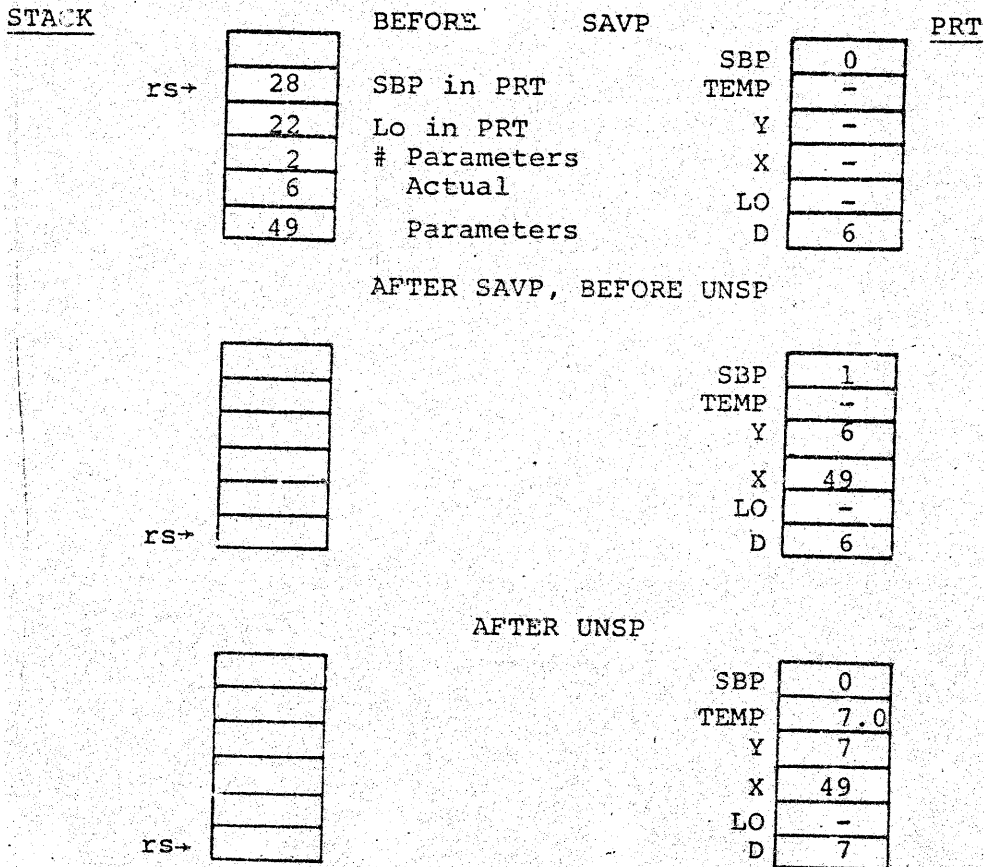 STACK BEFORE SAVP PRT
SBP 0
rs→ 28 SBP in PRT TEMP -
22 Lo in PRT Y -
2 # Parameters X -
6 Actual LO -
49 Parameters D 6
AFTER SAVP, BEFORE UNSP
SBP 1
TEMP -
Y 6
X 49
LO -
rs→ D 6
AFTER UNSP
SBP 0
TEMP 7.0
Y 7
X 49
LO -
rs→ D 7